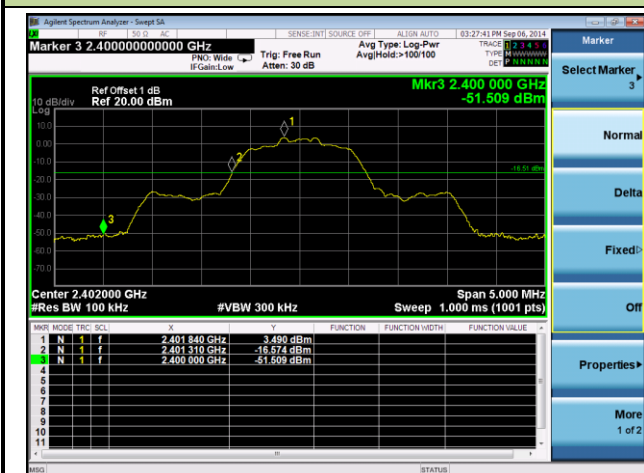 Agilent Spectrum Analyzer - Swept SA
RF 50 Ω AC SENSE:INT SOURCE OFF ALIGN AUTO 03:27:41 PM Sep 06, 2014
Marker 3 2.400000000000 GHz
PNO: Wide
IFGain:Low
Trig: Free Run
Atten: 30 dB
Avg Type: Log-Pwr
Avg|Hold:>100/100
TRACE 1 2 3 4 5 6
TYPE M W W W W W
DET P N N N N N
Ref Offset 1 dB
10 dB/div Ref 20.00 dBm
Log
Mkr3 2.400 000 GHz
-51.509 dBm
10.0
0.00
-10.0
-20.0
-30.0
-40.0
-50.0
-60.0
-70.0
1
2
3
-16.51 dBm
Center 2.402000 GHz Span 5.000 MHz
#Res BW 100 kHz #VBW 300 kHz Sweep 1.000 ms (1001 pts)
MKR MODE TRC SCL X Y FUNCTION FUNCTION WIDTH FUNCTION VALUE
1 N 1 f 2.401 840 GHz 3.490 dBm
2 N 1 f 2.401 310 GHz -16.574 dBm
3 N 1 f 2.400 000 GHz -51.509 dBm
4
5
6
7
8
9
10
11
MSG STATUS
Marker
Select Marker
3
Normal
Delta
Fixed
Off
Properties
More
1 of 2